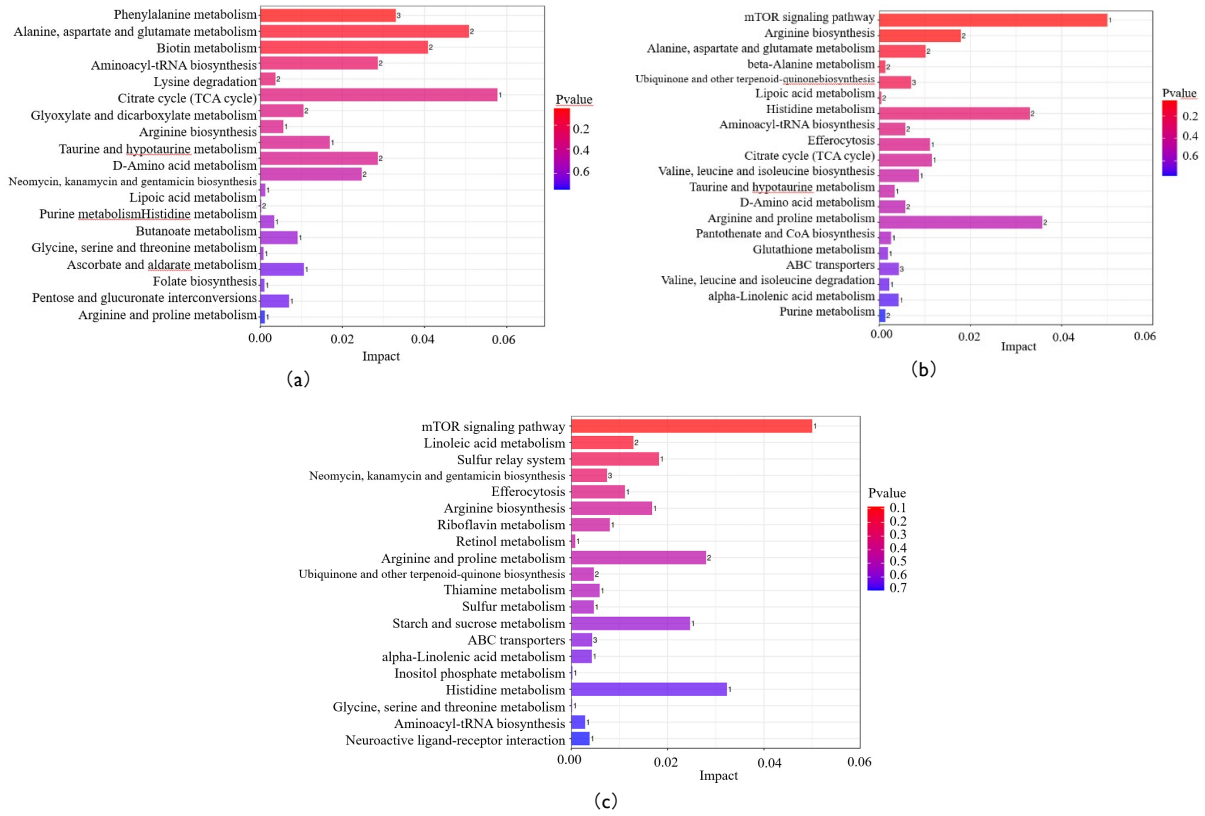 Phenylalanine metabolism
3
Alanine, aspartate and glutamate metabolism
2
Biotin metabolism
2
Aminoacyl-tRNA biosynthesis
2
Lysine degradation
2
Citrate cycle (TCA cycle)
1
Glyoxylate and dicarboxylate metabolism
2
Arginine biosynthesis
1
Taurine and hypotaurine metabolism
1
D-Amino acid metabolism
2
Neomycin, kanamycin and gentamicin biosynthesis
2
Lipoic acid metabolism
1
Purine metabolismHistidine metabolism
2
Butanoate metabolism
1
Glycine, serine and threonine metabolism
1
Ascorbate and aldarate metabolism
1
Folate biosynthesis
1
Pentose and glucuronate interconversions
1
Arginine and proline metabolism
1
1
1
0.00
0.02
0.04
0.06
Impact
Pvalue
0.2
0.4
0.6
(a)
mTOR signaling pathway
1
Arginine biosynthesis
2
Alanine, aspartate and glutamate metabolism
2
beta-Alanine metabolism
2
Ubiquinone and other terpenoid-quinonebiosynthesis
3
Lipoic acid metabolism
2
Histidine metabolism
2
Aminoacyl-tRNA biosynthesis
2
Efferocytosis
1
Citrate cycle (TCA cycle)
1
Valine, leucine and isoleucine biosynthesis
1
Taurine and hypotaurine metabolism
1
D-Amino acid metabolism
2
Arginine and proline metabolism
2
Pantothenate and CoA biosynthesis
1
Glutathione metabolism
1
ABC transporters
3
Valine, leucine and isoleucine degradation
1
alpha-Linolenic acid metabolism
1
Purine metabolism
2
0.00
0.02
0.04
0.06
Impact
Pvalue
0.2
0.4
0.6
(b)
mTOR signaling pathway
1
Linoleic acid metabolism
2
Sulfur relay system
1
Neomycin, kanamycin and gentamicin biosynthesis
3
Efferocytosis
1
Arginine biosynthesis
1
Riboflavin metabolism
1
Retinol metabolism
1
Arginine and proline metabolism
2
Ubiquinone and other terpenoid-quinone biosynthesis
2
Thiamine metabolism
1
Sulfur metabolism
1
Starch and sucrose metabolism
1
ABC transporters
3
alpha-Linolenic acid metabolism
1
Inositol phosphate metabolism
1
Histidine metabolism
1
Glycine, serine and threonine metabolism
1
Aminoacyl-tRNA biosynthesis
1
Neuroactive ligand-receptor interaction
1
0.00
0.02
0.04
0.06
Impact
Pvalue
0.1
0.2
0.3
0.4
0.5
0.6
0.7
(c)